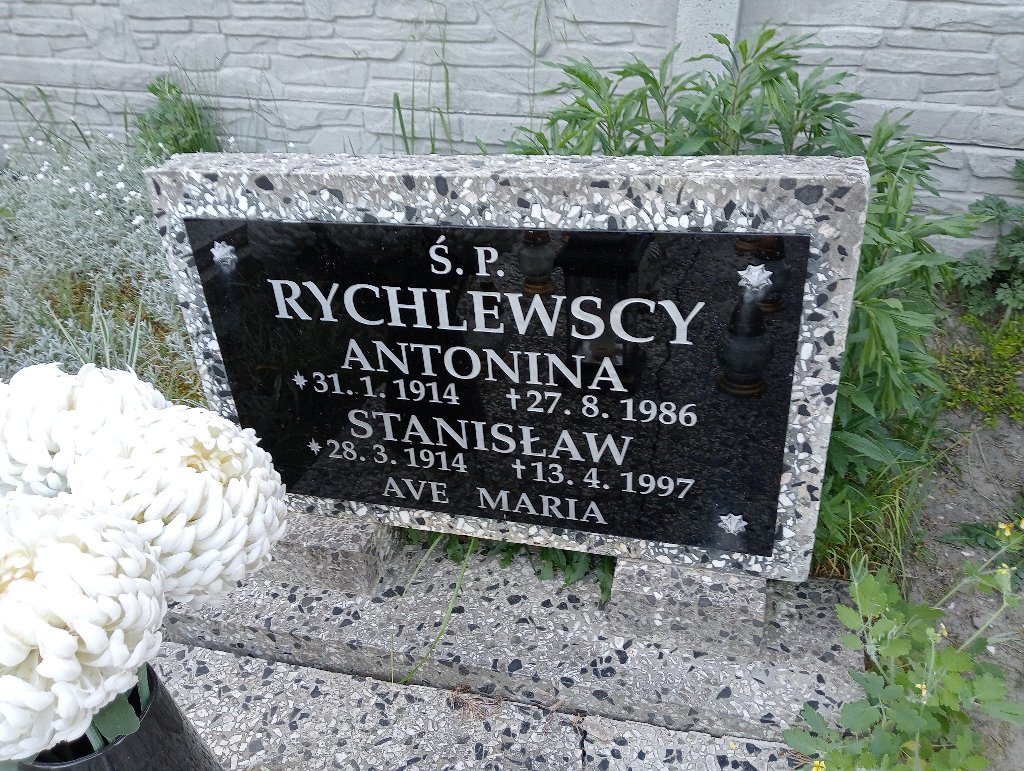 Ś. P.
RYCHLEWSCY
ANTONINA
* 31. 1. 1914 † 27. 8. 1986
STANISŁAW
* 28. 3. 1914 † 13. 4. 1997
AVE MARIA